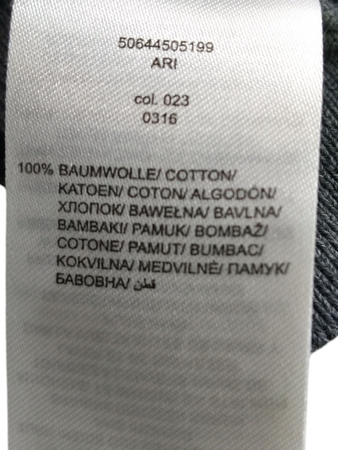 50644505199
ARI
col. 023
0316
100% BAUMWOLLE/ COTTON/
KATOEN/ COTON/ ALGODÓN/
ХЛОПОК/ BAWEŁNA/ BAVLNA/
BAMBAKI/ PAMUK/ BOMBAŽ/
COTONE/ PAMUT/ BUMBAC/
KOKVILNA/ MEDVILNĖ/ ПАМУК/
БАВОВНА/ قطن